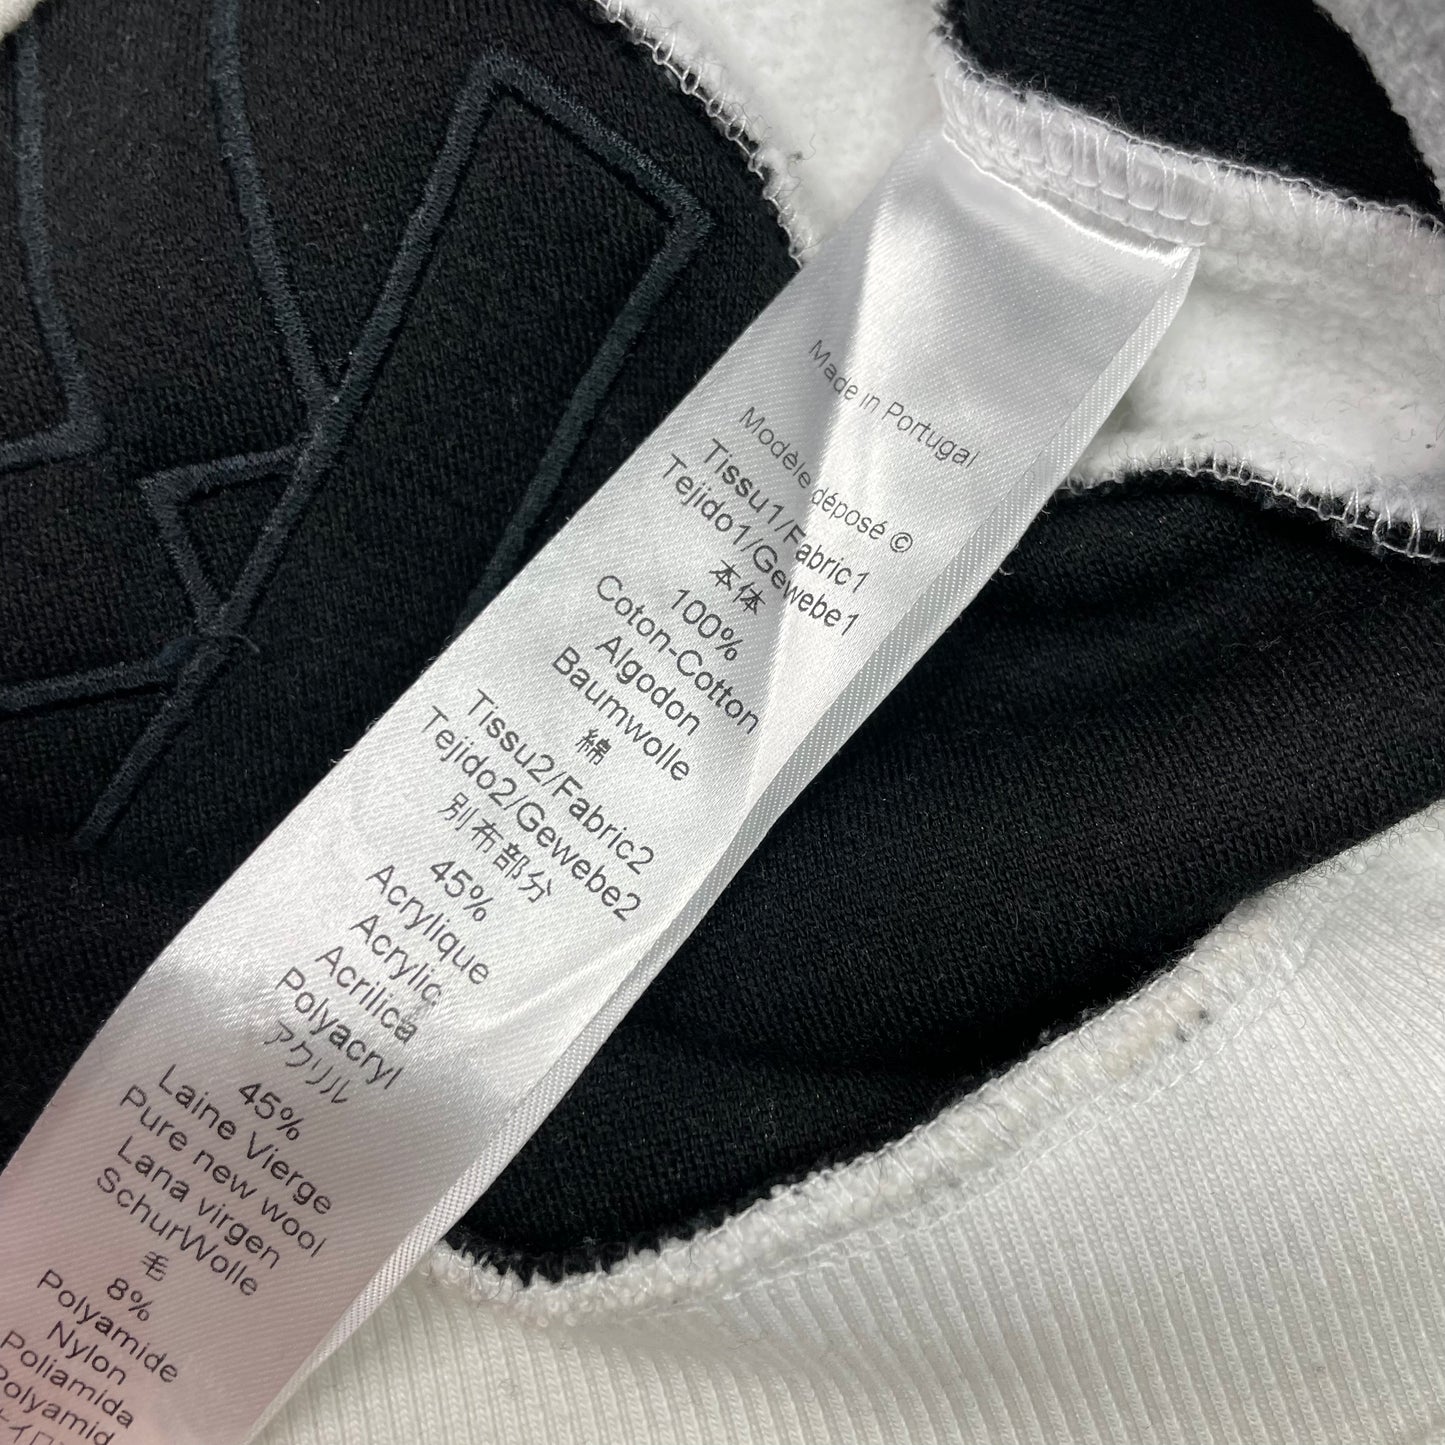 Made in Portugal
Modèle déposé ©
Tissu1/Fabric1
Tejido1/Gewebe1
本体
100%
Coton-Cotton
Algodon
Baumwolle
綿
Tissu2/Fabric2
Tejido2/Gewebe2
別布部分
45%
Acrylique
Acrylic
Acrilica
Polyacryl
アクリル
45%
Laine Vierge
Pure new wool
Lana virgen
SchurWolle
毛
8%
Polyamide
Nylon
Poliamida